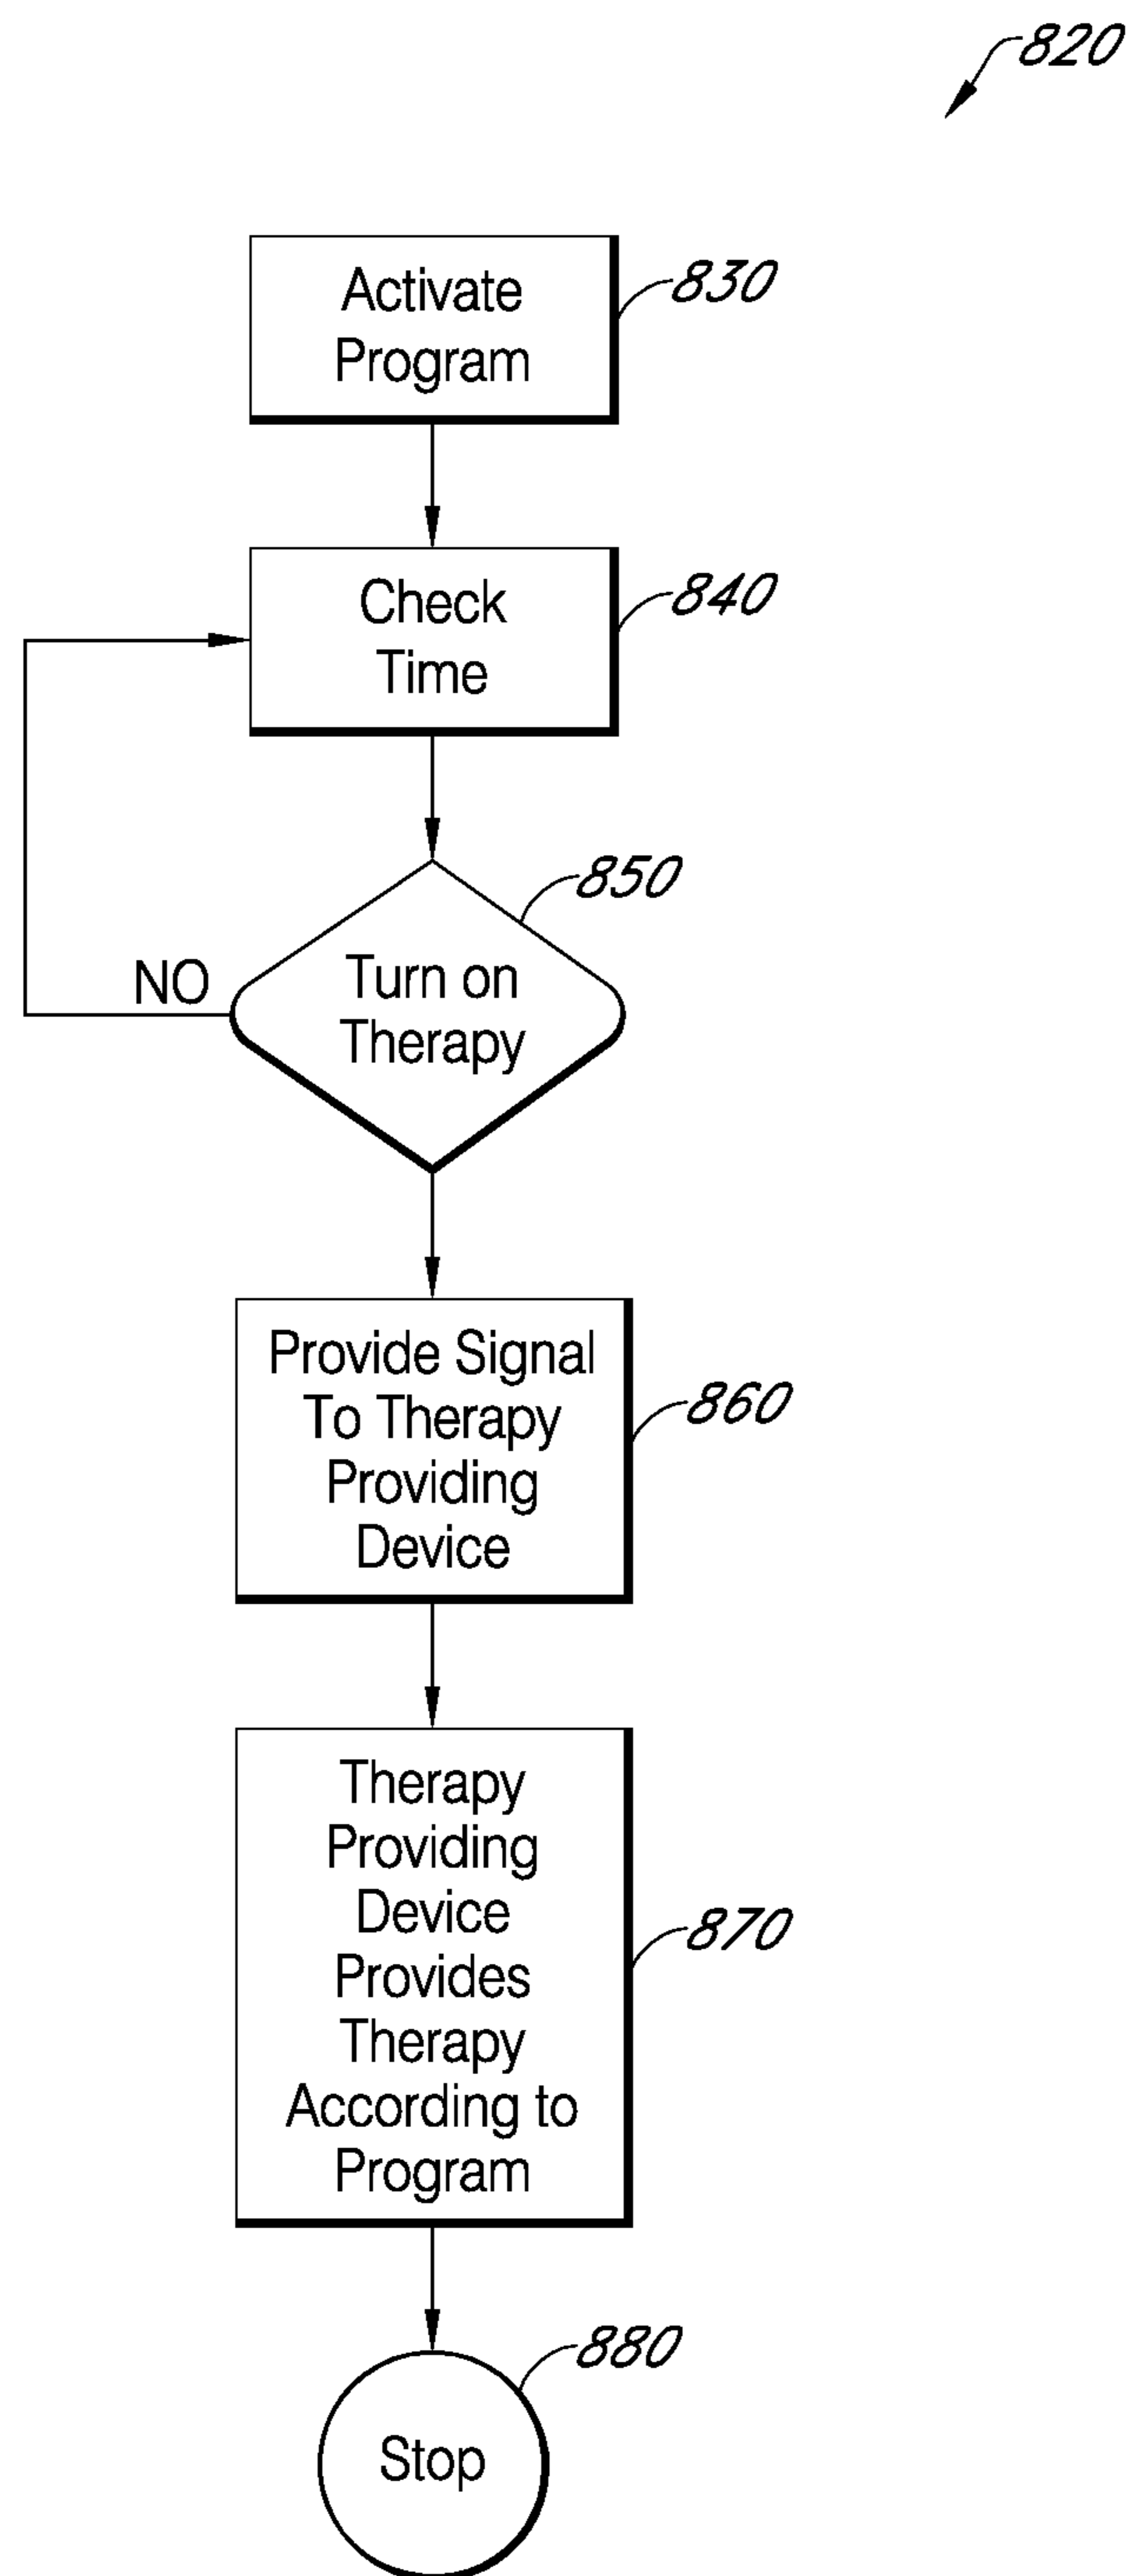 820
Activate
Program
830
Check
Time
840
850
Turn on
Therapy
NO
Provide Signal
To Therapy
Providing
Device
860
Therapy
Providing
Device
Provides
Therapy
According to
Program
870
880
Stop